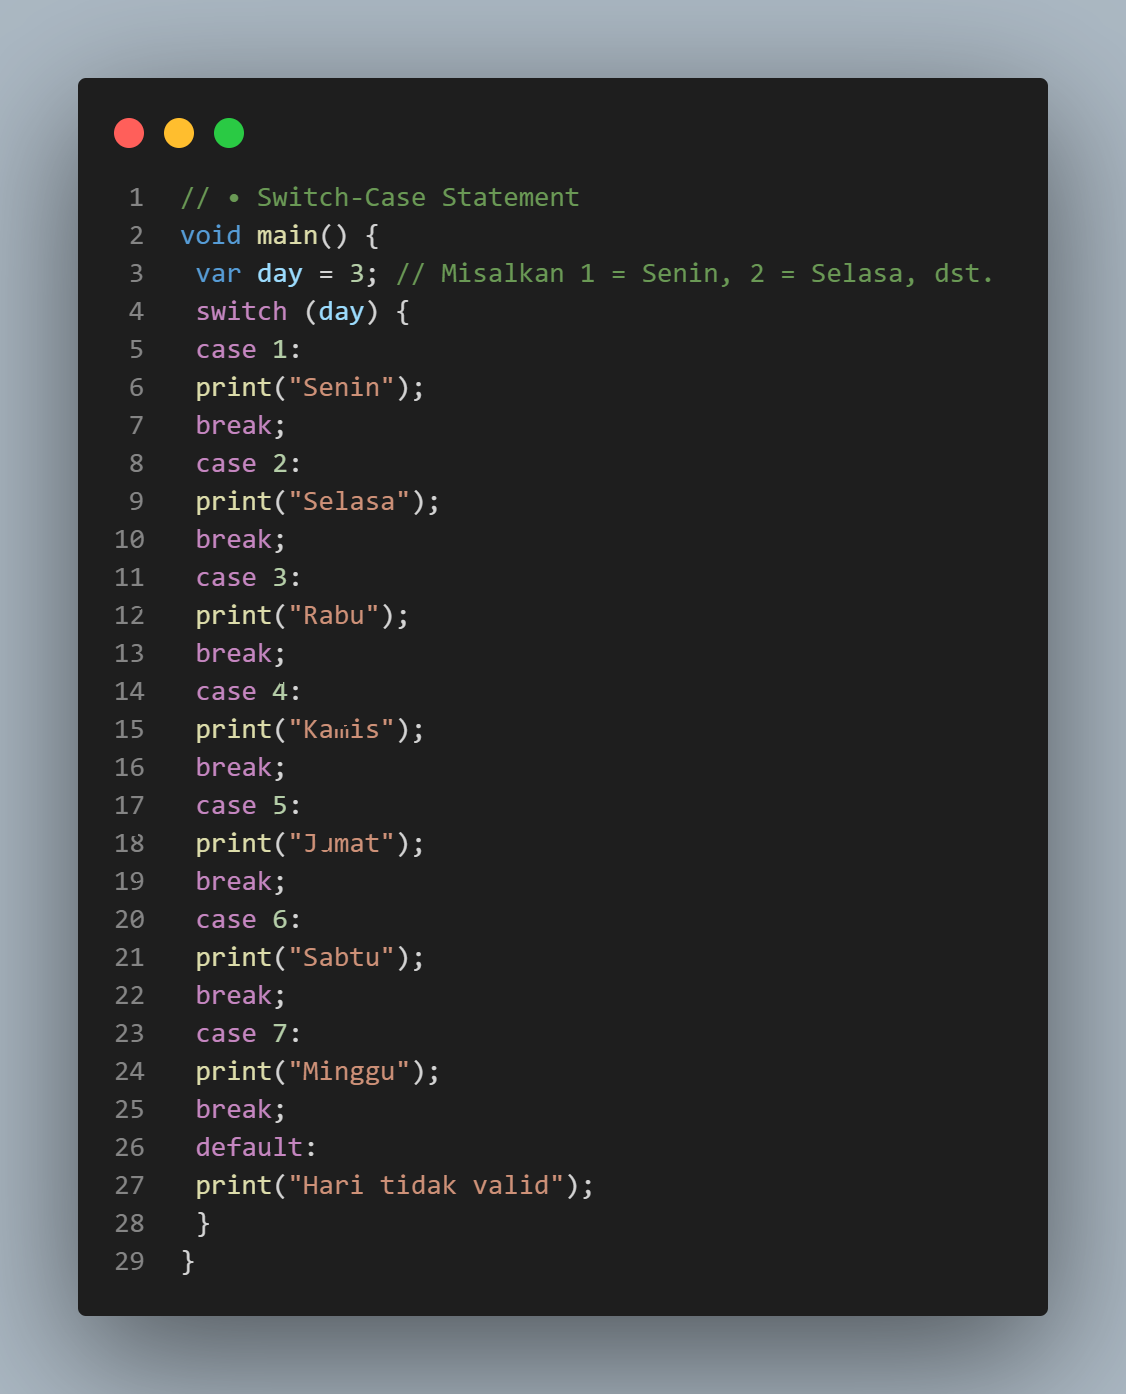 1 // • Switch-Case Statement
2 void main() {
3 var day = 3; // Misalkan 1 = Senin, 2 = Selasa, dst.
4 switch (day) {
5 case 1:
6 print("Senin");
7 break;
8 case 2:
9 print("Selasa");
10 break;
11 case 3:
12 print("Rabu");
13 break;
14 case 4:
15 print("Kamis");
16 break;
17 case 5:
18 print("Jumat");
19 break;
20 case 6:
21 print("Sabtu");
22 break;
23 case 7:
24 print("Minggu");
25 break;
26 default:
27 print("Hari tidak valid");
28 }
29 }